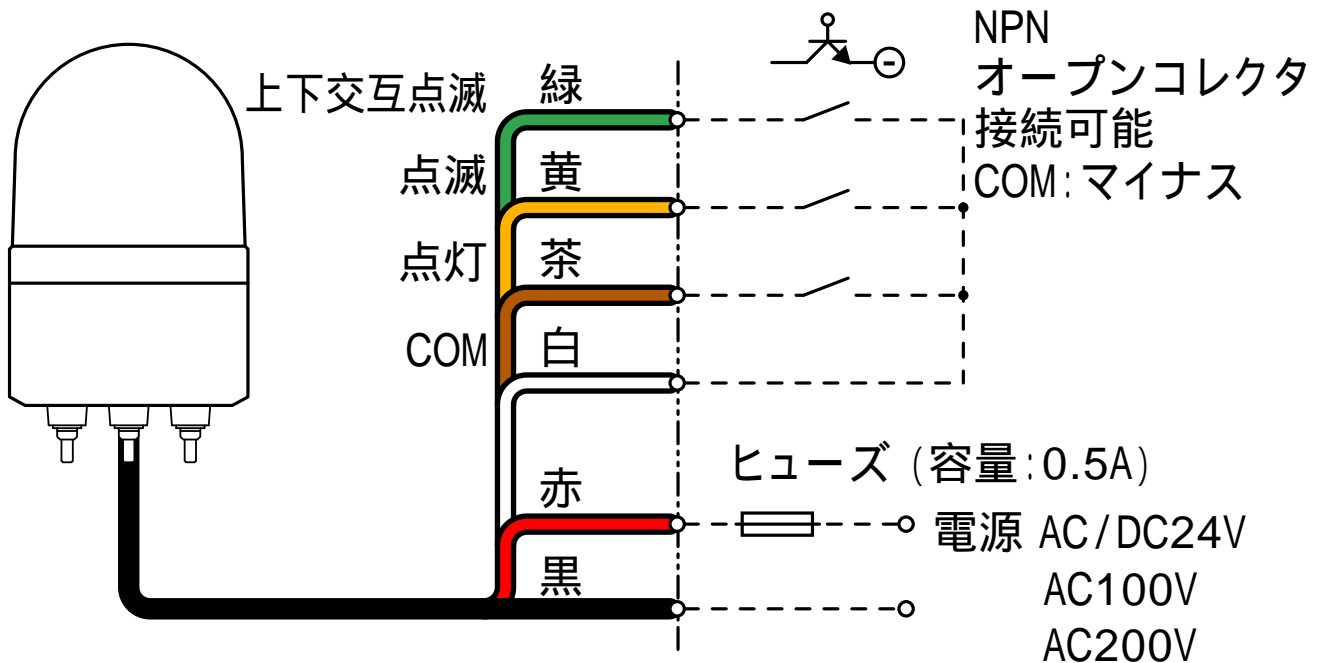 NPN
オープンコレクタ
接続可能
COM:マイナス
上下交互点滅 緑
点滅 黄
点灯 茶
COM 白
赤
黒
ヒューズ (容量:0.5A)
電源 AC/DC24V
AC100V
AC200V